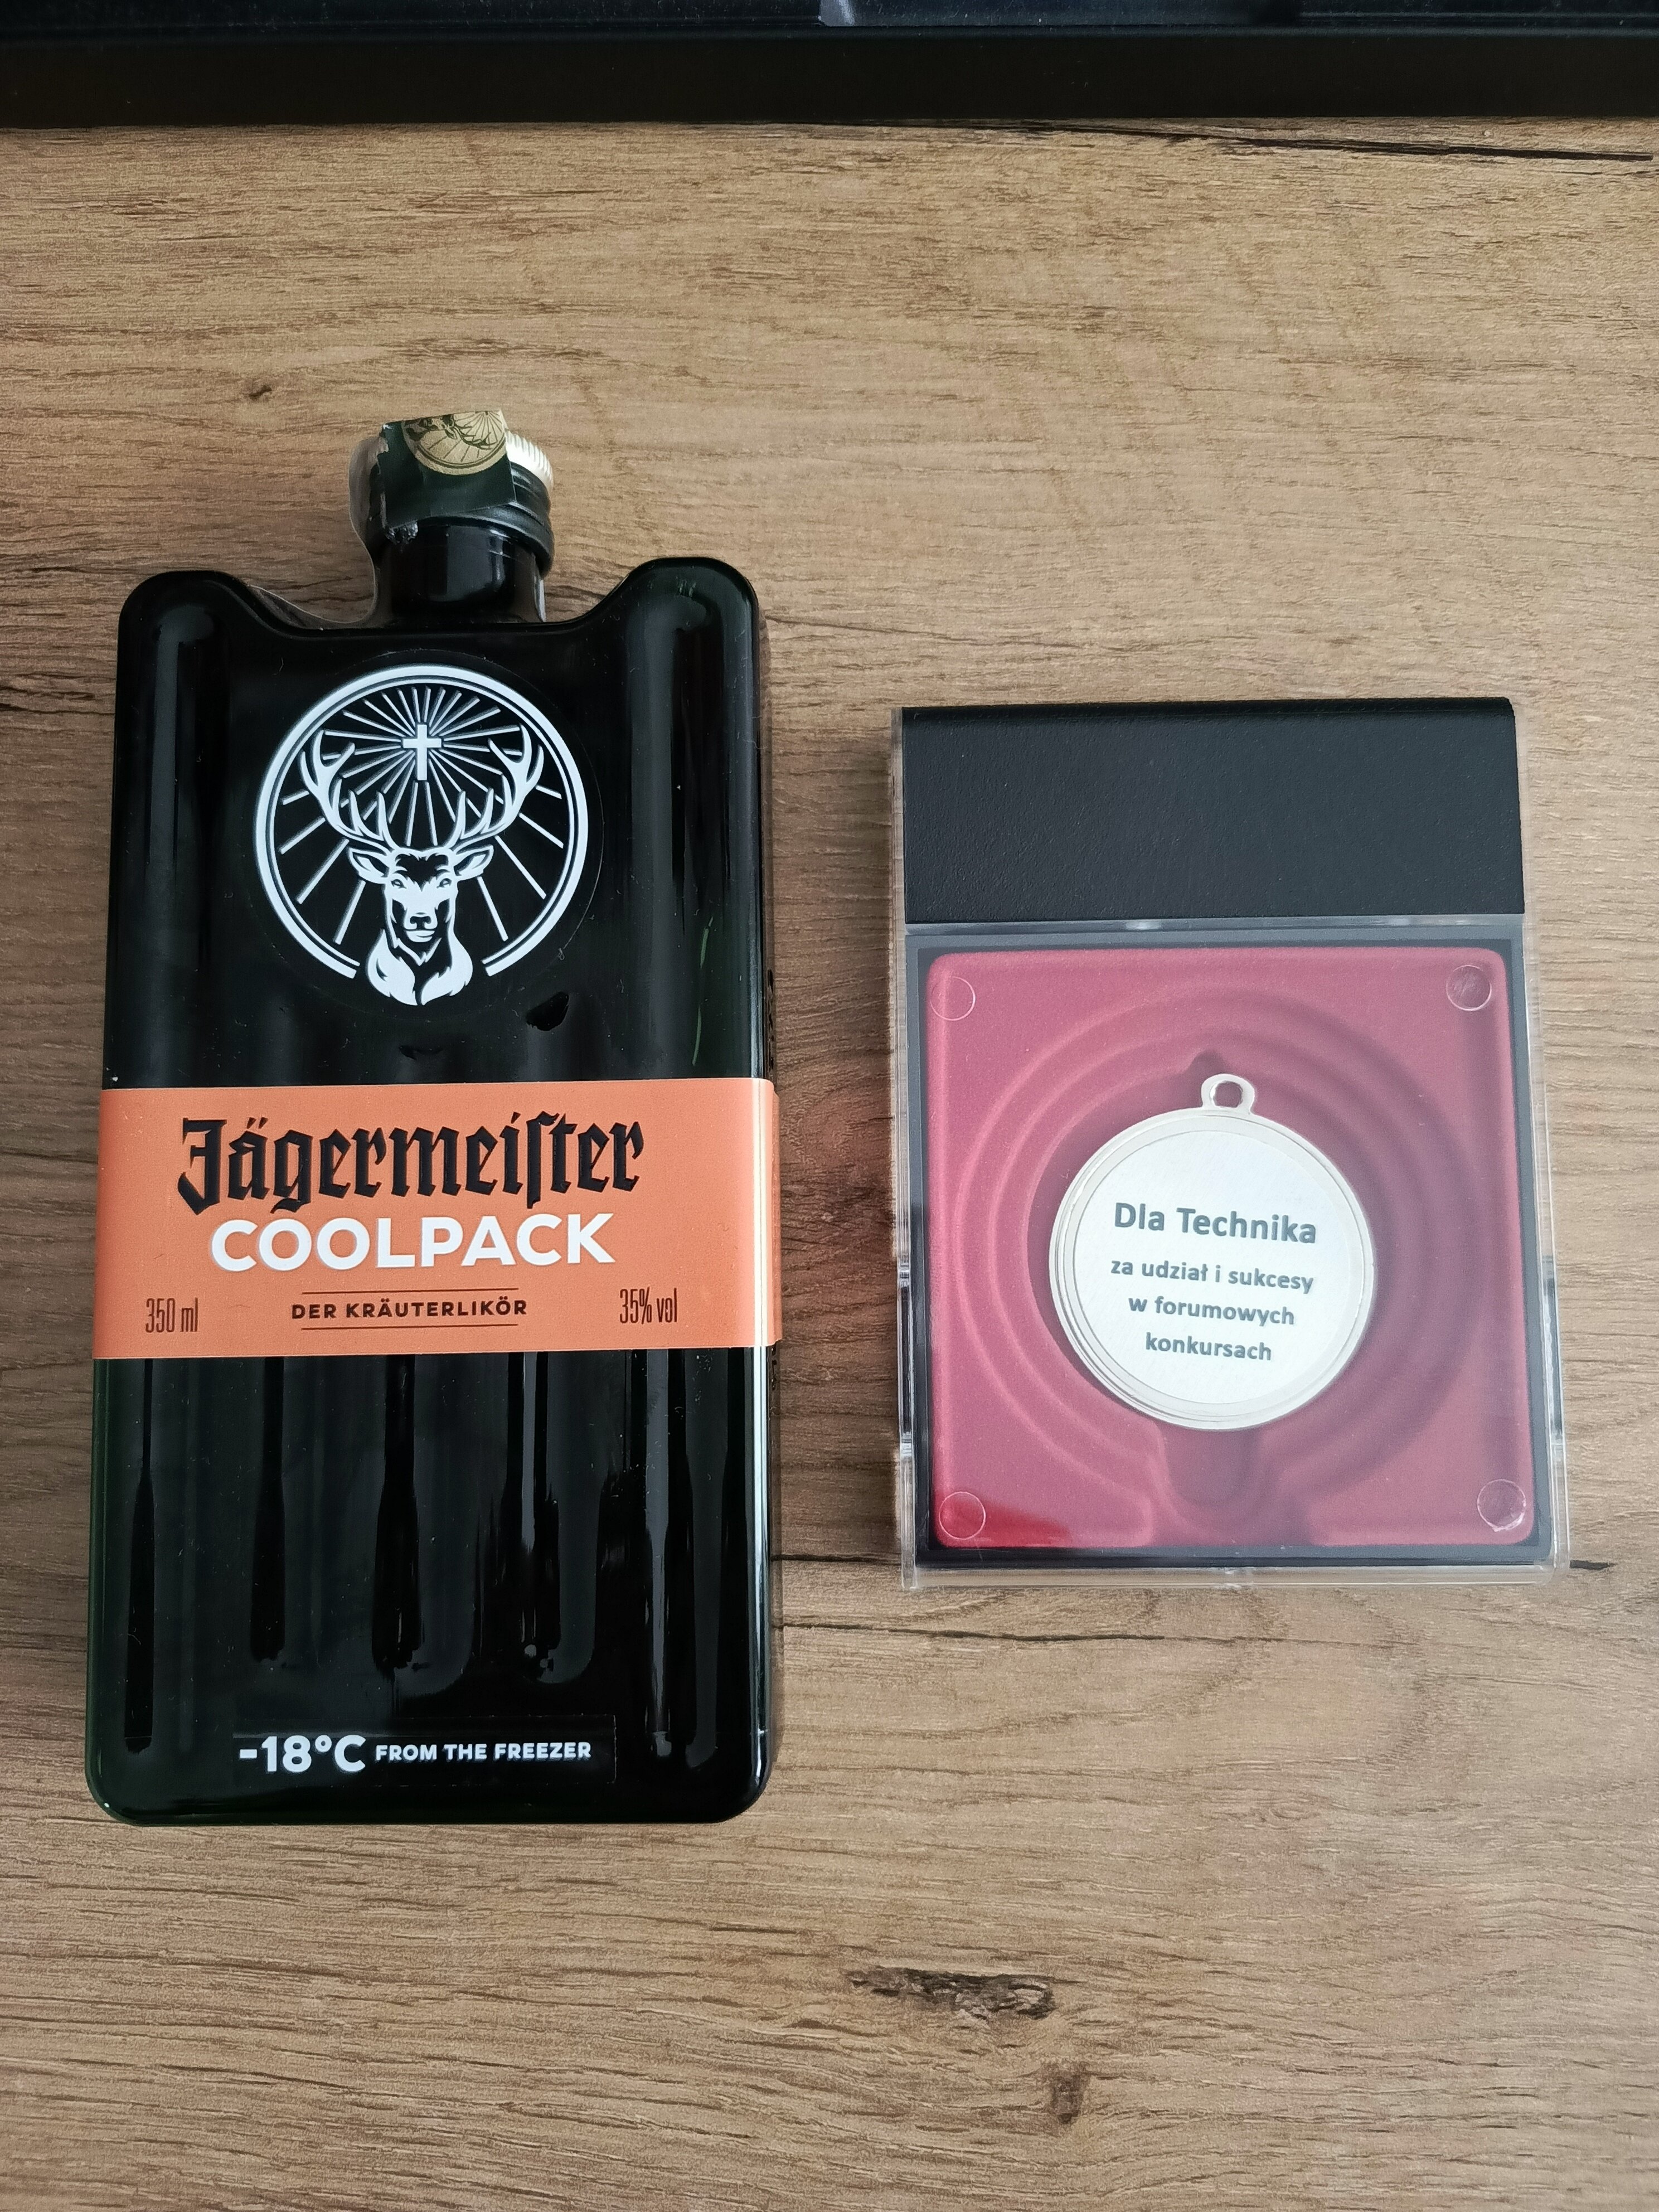 Jägermeiſter
COOLPACK
350 ml
DER KRÄUTERLIKÖR
35% vol
-18°C FROM THE FREEZER
Dla Technika
za udział i sukcesy
w forumowych
konkursach